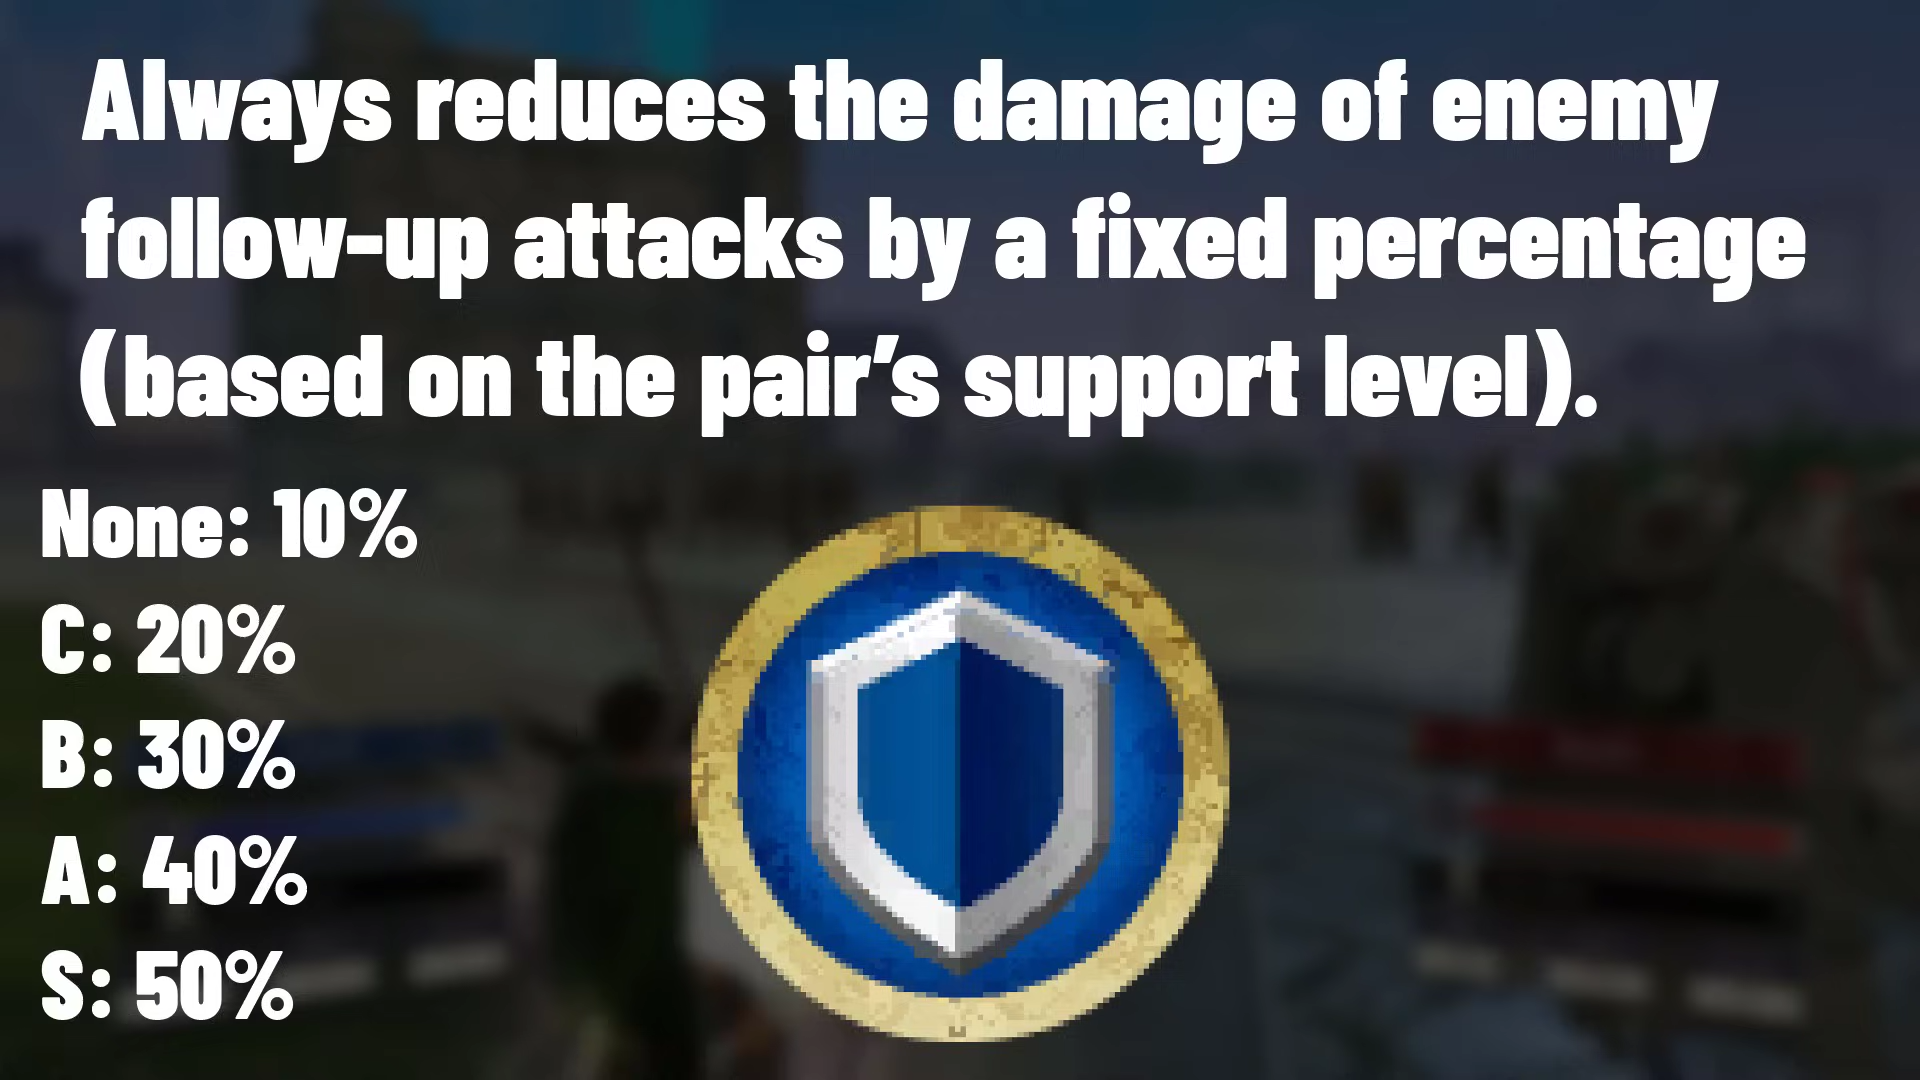 Always reduces the damage of enemy
follow-up attacks by a fixed percentage
(based on the pair's support level).
None: 10%
C: 20%
B: 30%
A: 40%
S: 50%